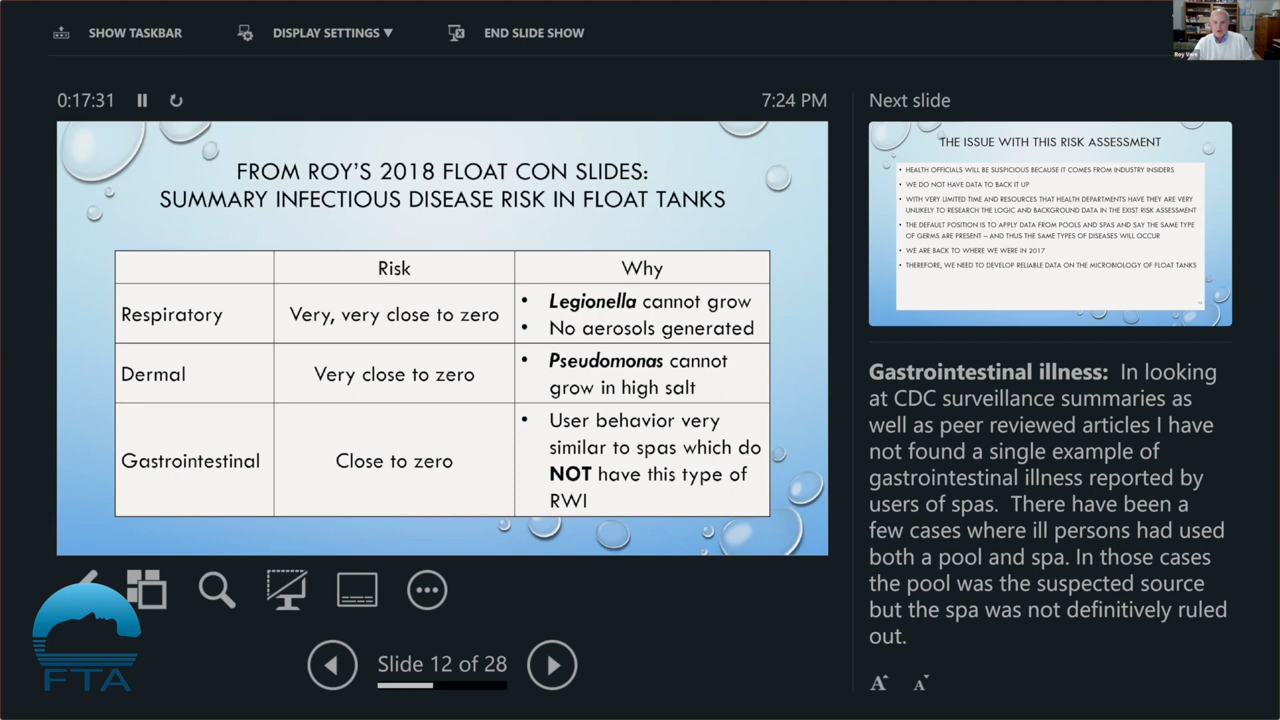 SHOW TASKBAR
DISPLAY SETTINGS ▼
END SLIDE SHOW
0:17:31
7:24 PM
FROM ROY'S 2018 FLOAT CON SLIDES:
SUMMARY INFECTIOUS DISEASE RISK IN FLOAT TANKS
Risk
Why
Respiratory
Very, very close to zero
• Legionella cannot grow
• No aerosols generated
Dermal
Very close to zero
• Pseudomonas cannot
grow in high salt
Gastrointestinal
Close to zero
• User behavior very
similar to spas which do
NOT have this type of
RWI
Slide 12 of 28
FTA
Roy Vore
Next slide
THE ISSUE WITH THIS RISK ASSESSMENT
• HEALTH OFFICIALS WILL BE SUSPICIOUS BECAUSE IT COMES FROM INDUSTRY INSIDERS
• WE DO NOT HAVE DATA TO BACK IT UP
• WITH VERY LIMITED TIME AND RESOURCES THAT HEALTH DEPARTMENTS HAVE THEY ARE VERY
UNLIKELY TO RESEARCH THE LOGIC AND BACKGROUND DATA IN THE EXIST RISK ASSESSMENT
• THE DEFAULT POSITION IS TO APPLY DATA FROM POOLS AND SPAS AND SAY THE SAME TYPE
OF GERMS ARE PRESENT – AND THUS THE SAME TYPES OF DISEASES WILL OCCUR
• WE ARE BACK TO WHERE WE WERE IN 2017
• THEREFORE, WE NEED TO DEVELOP RELIABLE DATA ON THE MICROBIOLOGY OF FLOAT TANKS
Gastrointestinal illness: In looking
at CDC surveillance summaries as
well as peer reviewed articles I have
not found a single example of
gastrointestinal illness reported by
users of spas. There have been a
few cases where ill persons had used
both a pool and spa. In those cases
the pool was the suspected source
but the spa was not definitively ruled
out.
A A